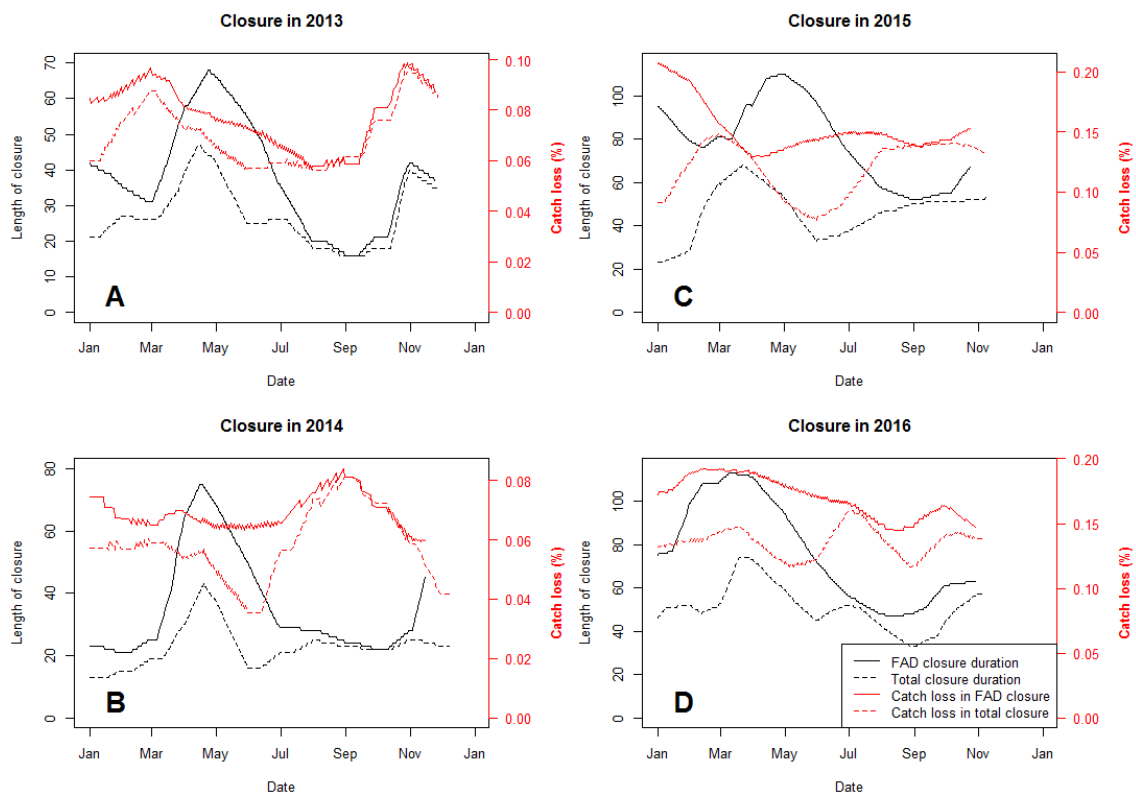 Closure in 2013
70
60
50
40
30
20
10
0
Length of closure
0.10
0.08
0.06
0.04
0.02
0.00
Catch loss (%)
A
Jan Mar May Jul Sep Nov Jan
Date
Closure in 2015
100
80
60
40
20
0
Length of closure
0.20
0.15
0.10
0.05
0.00
Catch loss (%)
C
Jan Mar May Jul Sep Nov Jan
Date
Closure in 2014
80
60
40
20
0
Length of closure
0.08
0.06
0.04
0.02
0.00
Catch loss (%)
B
Jan Mar May Jul Sep Nov Jan
Date
Closure in 2016
100
80
60
40
20
0
Length of closure
0.20
0.15
0.10
0.05
0.00
Catch loss (%)
D
FAD closure duration
Total closure duration
Catch loss in FAD closure
Catch loss in total closure
Jan Mar May Jul Sep Nov Jan
Date